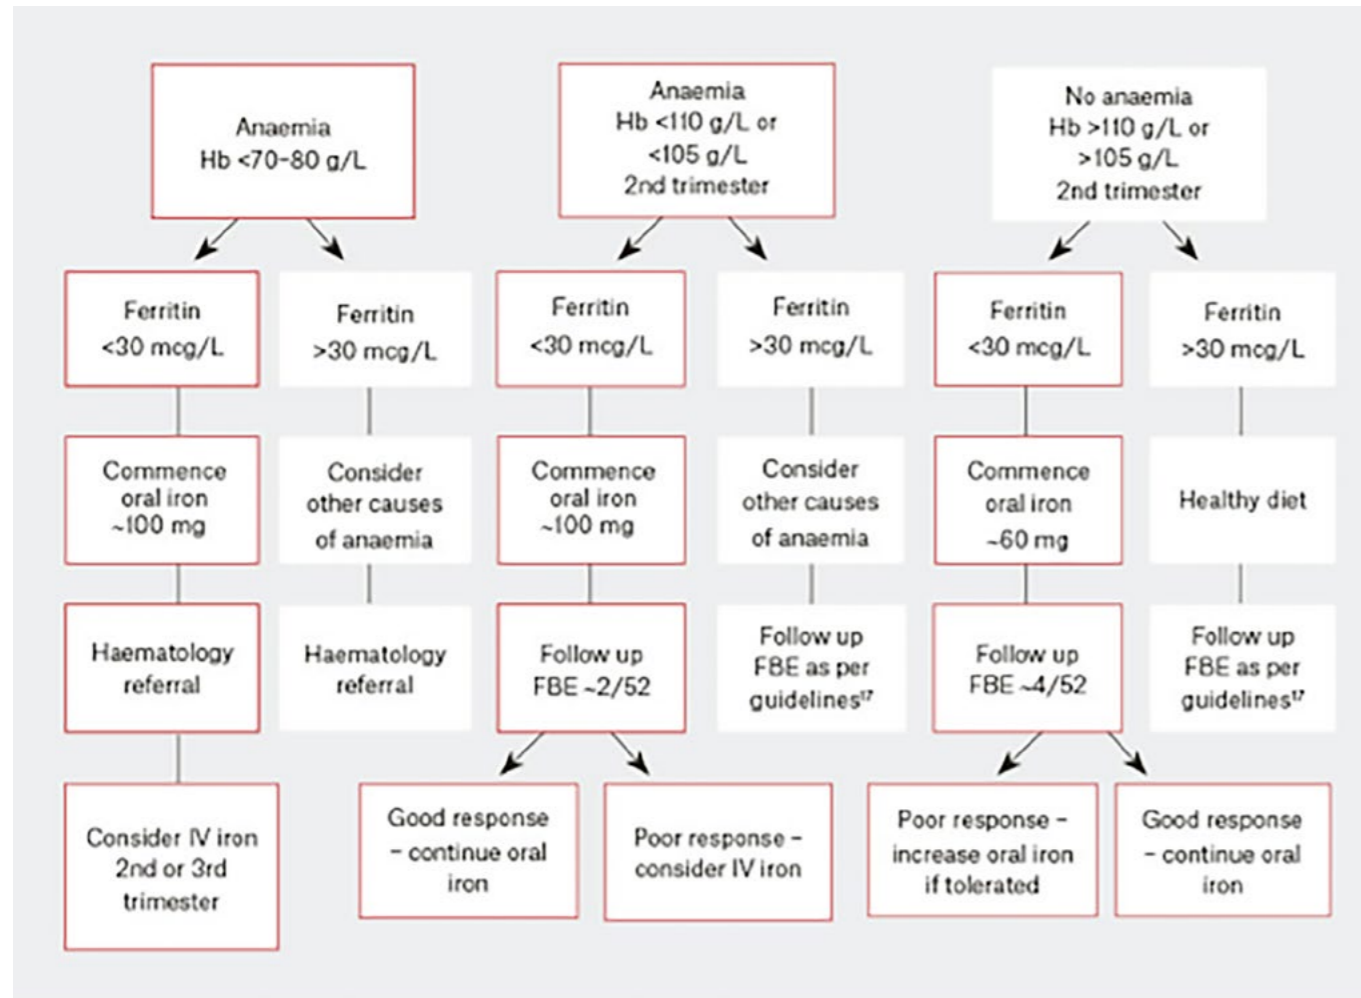 Anaemia
Hb <70–80 g/L
Anaemia
Hb <110 g/L or
<105 g/L
2nd trimester
No anaemia
Hb >110 g/L or
>105 g/L
2nd trimester
Ferritin
<30 mcg/L
Ferritin
>30 mcg/L
Ferritin
<30 mcg/L
Ferritin
>30 mcg/L
Ferritin
<30 mcg/L
Ferritin
>30 mcg/L
Commence
oral iron
~100 mg
Consider
other causes
of anaemia
Commence
oral iron
~100 mg
Consider
other causes
of anaemia
Commence
oral iron
~60 mg
Healthy diet
Haematology
referral
Haematology
referral
Follow up
FBE ~2/52
Follow up
FBE as per
guidelines¹⁷
Follow up
FBE ~4/52
Follow up
FBE as per
guidelines¹⁷
Consider IV iron
2nd or 3rd
trimester
Good response
– continue oral
iron
Poor response –
consider IV iron
Poor response –
increase oral iron
if tolerated
Good response
– continue oral
iron